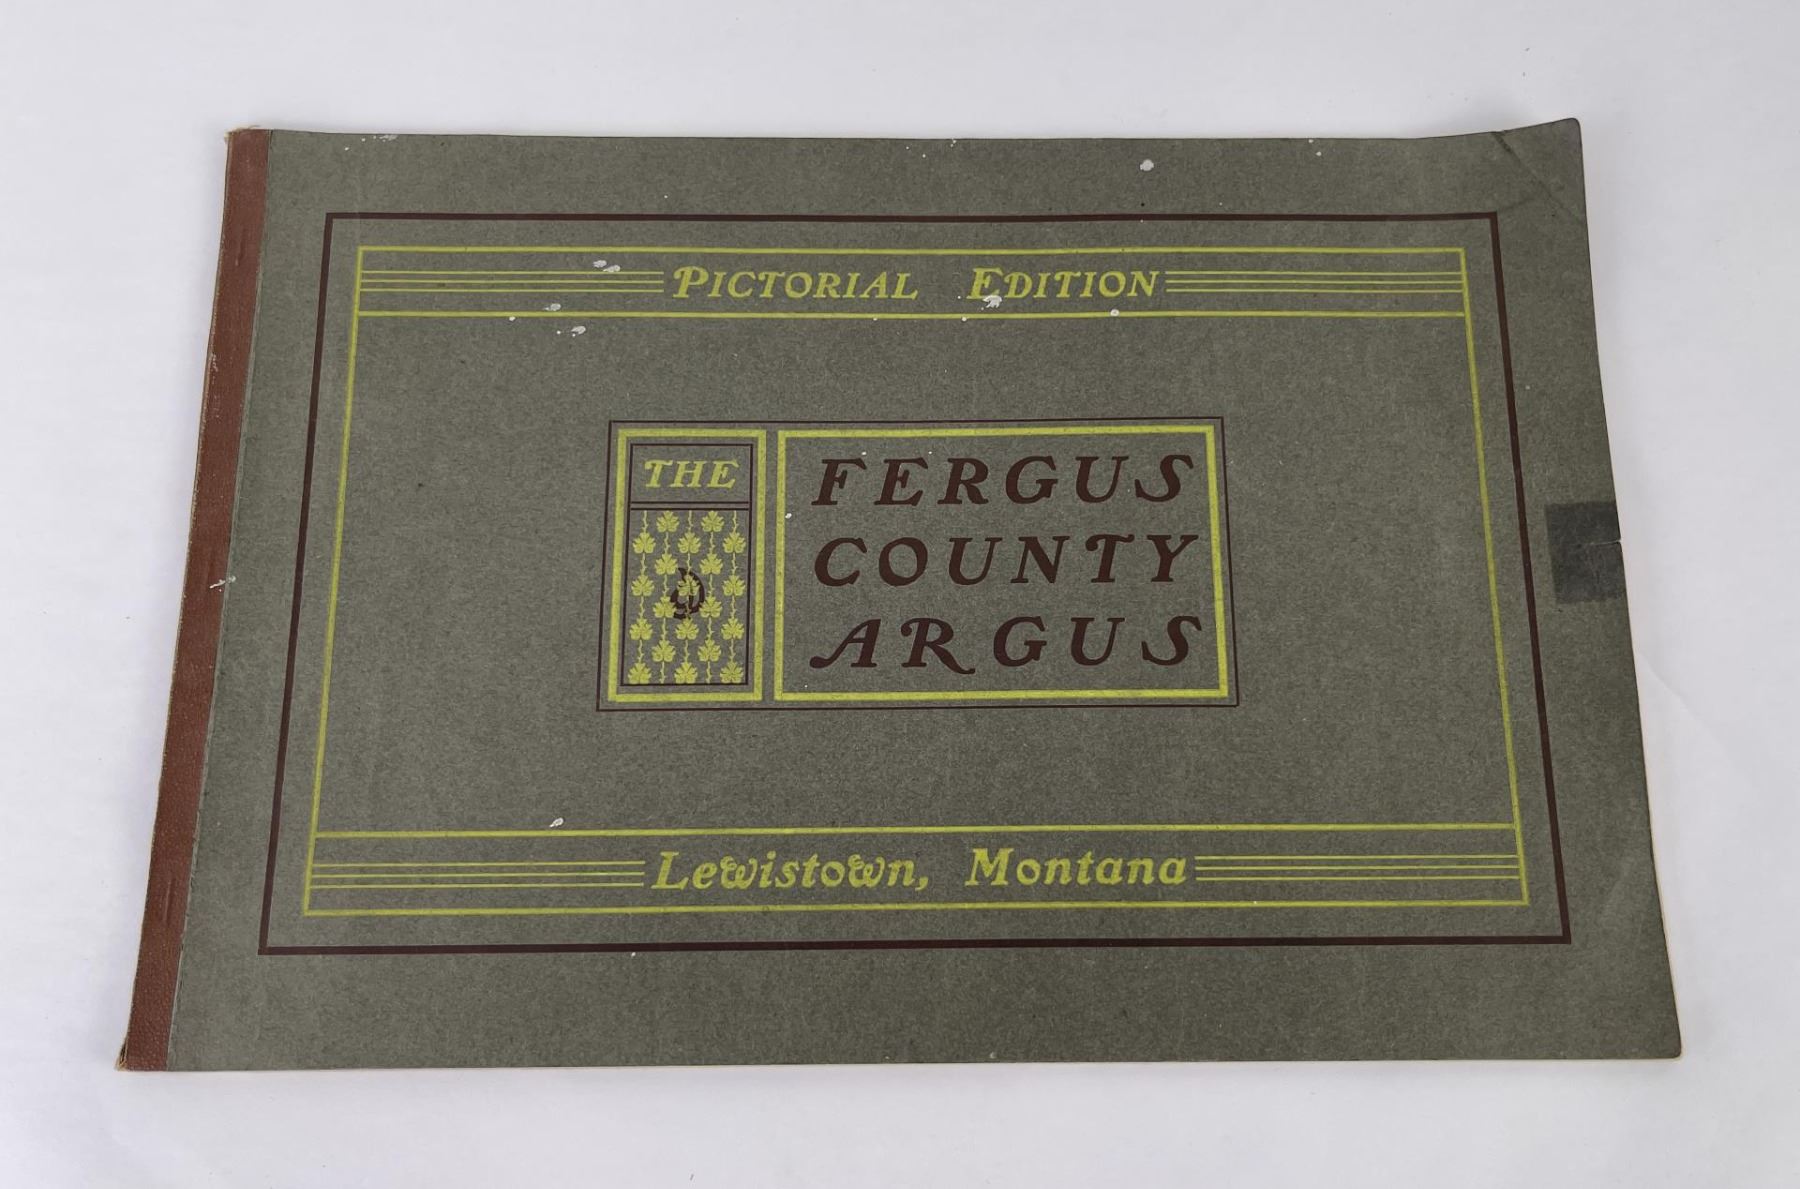 PICTORIAL EDITION
THE
FERGUS
COUNTY
ARGUS
Lewistown, Montana